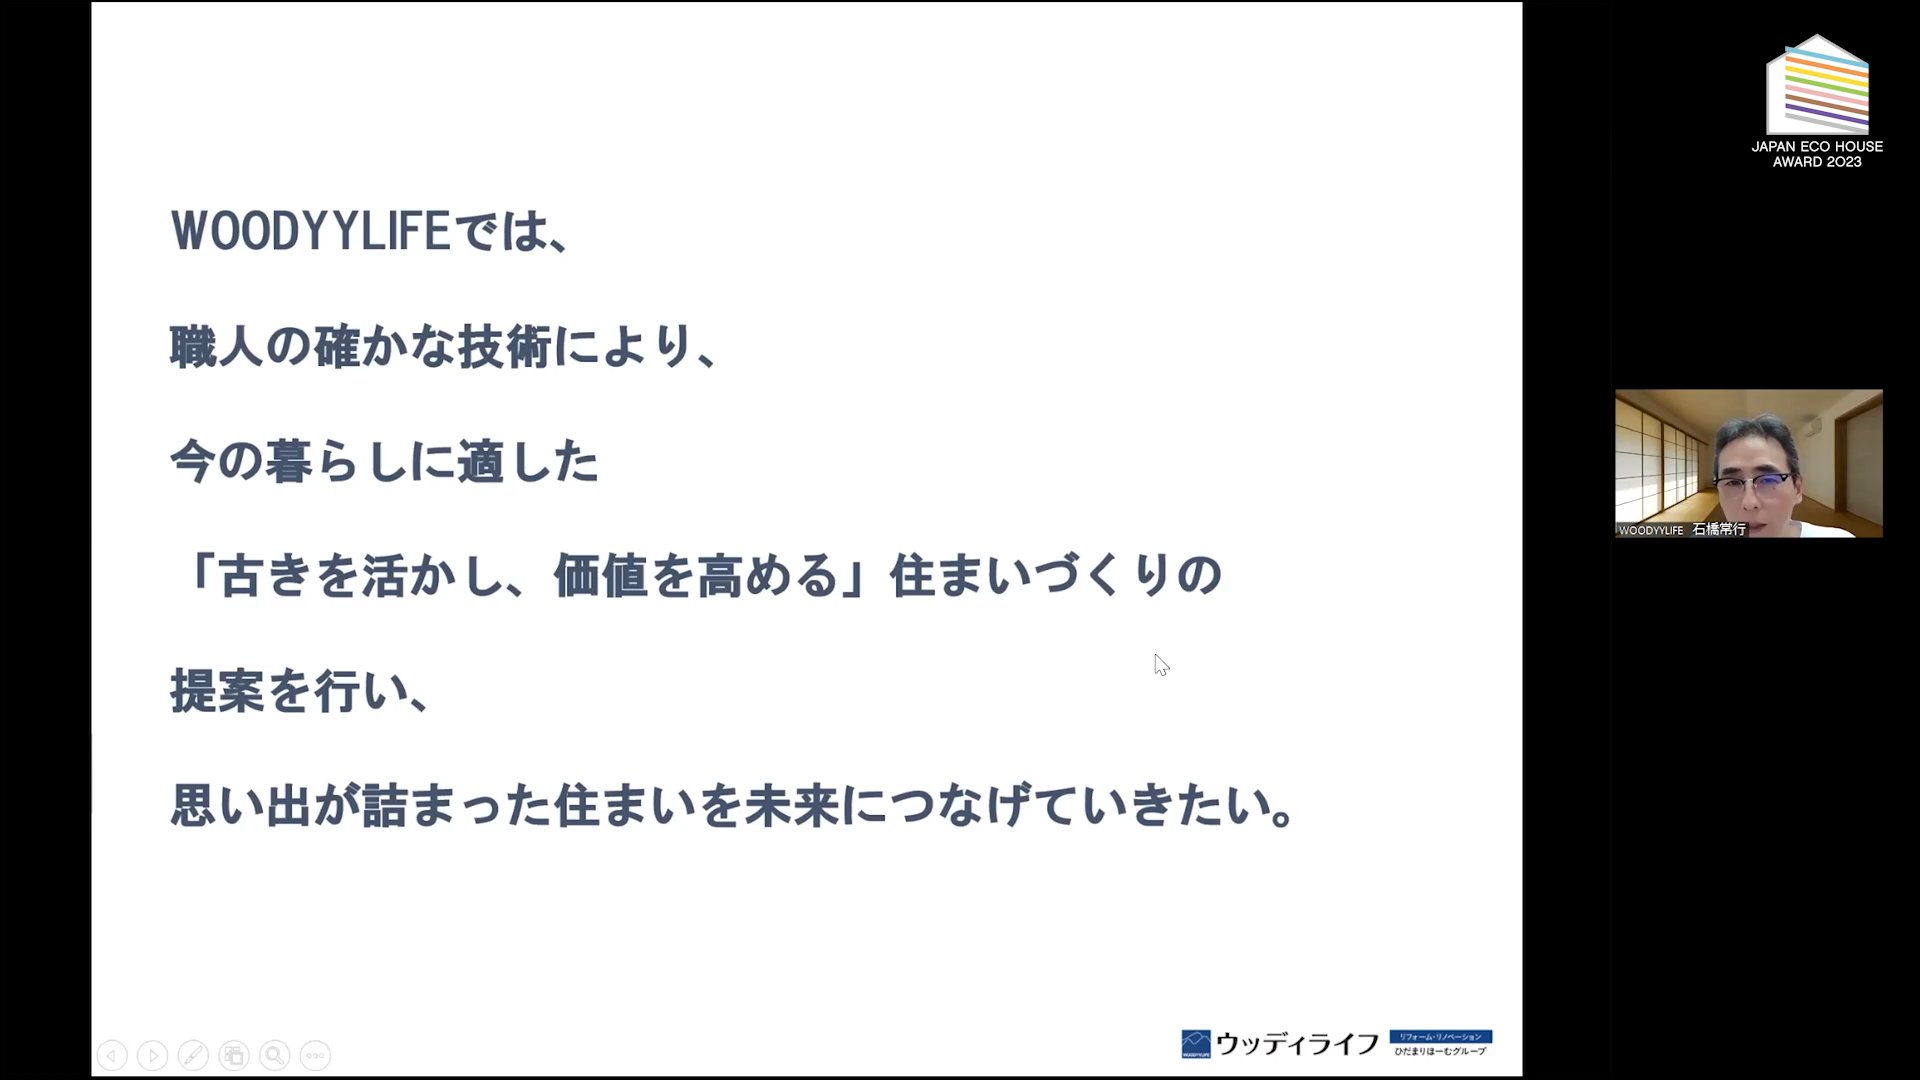 WOODYYLIFEでは、
職人の確かな技術により、
今の暮らしに適した
「古きを活かし、価値を高める」住まいづくりの
提案を行い、
思い出が詰まった住まいを未来につなげていきたい。
WOODYYLIFE
ウッディライフ
リフォーム・リノベーション
ひだまりほーむグループ
JAPAN ECO HOUSE
AWARD 2023
WOODYYLIFE 石橋常行